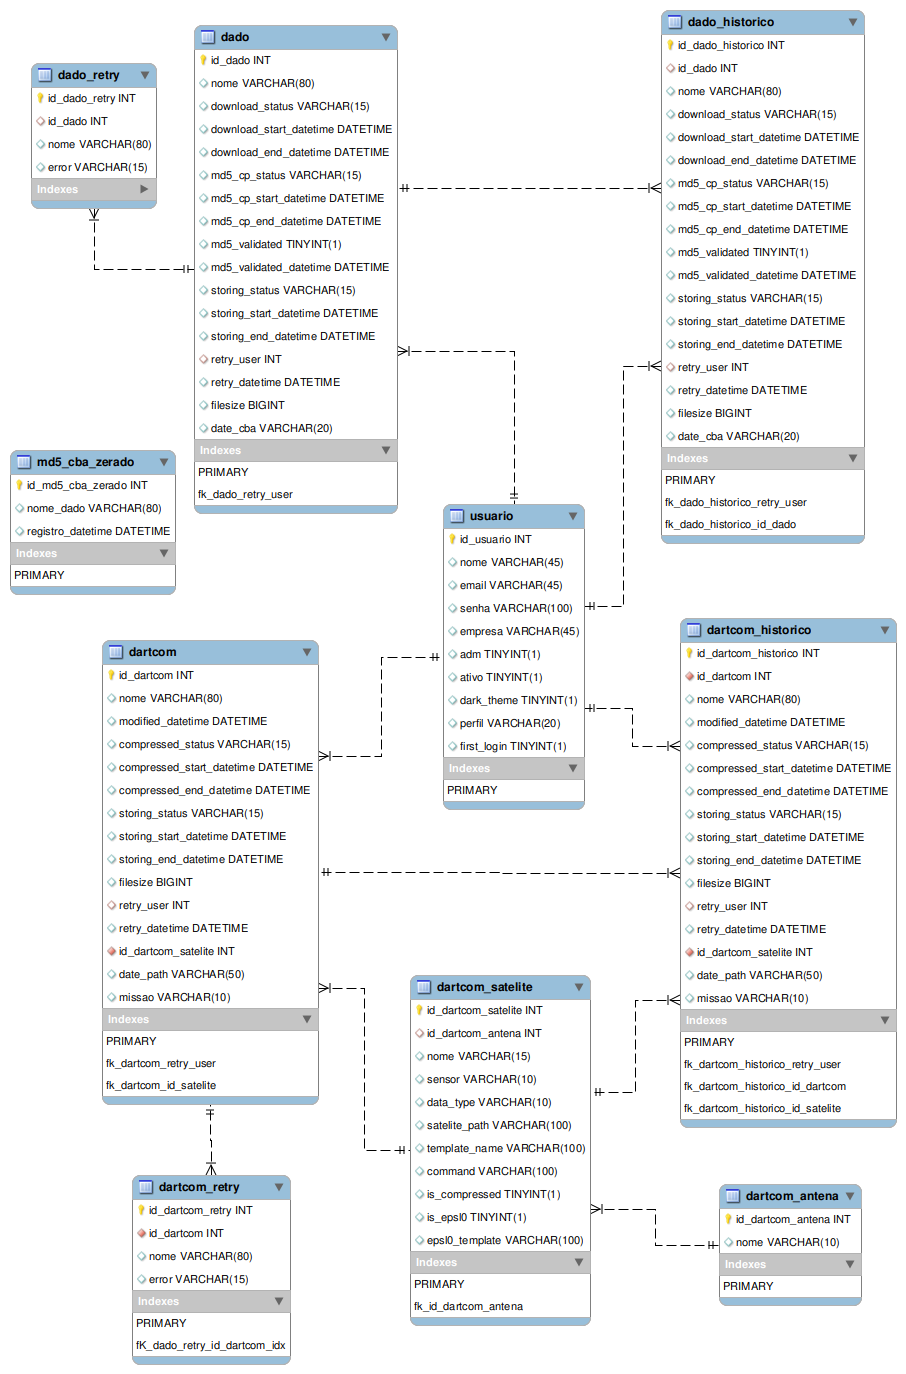 dado
id_dado INT
nome VARCHAR(80)
download_status VARCHAR(15)
download_start_datetime DATETIME
download_end_datetime DATETIME
md5_cp_status VARCHAR(15)
md5_cp_start_datetime DATETIME
md5_cp_end_datetime DATETIME
md5_validated TINYINT(1)
md5_validated_datetime DATETIME
storing_status VARCHAR(15)
storing_start_datetime DATETIME
storing_end_datetime DATETIME
retry_user INT
retry_datetime DATETIME
filesize BIGINT
date_cba VARCHAR(20)
Indexes
PRIMARY
fk_dado_retry_user
dado_historico
id_dado_historico INT
id_dado INT
nome VARCHAR(80)
download_status VARCHAR(15)
download_start_datetime DATETIME
download_end_datetime DATETIME
md5_cp_status VARCHAR(15)
md5_cp_start_datetime DATETIME
md5_cp_end_datetime DATETIME
md5_validated TINYINT(1)
md5_validated_datetime DATETIME
storing_status VARCHAR(15)
storing_start_datetime DATETIME
storing_end_datetime DATETIME
retry_user INT
retry_datetime DATETIME
filesize BIGINT
date_cba VARCHAR(20)
Indexes
PRIMARY
fk_dado_historico_retry_user
fk_dado_historico_id_dado
dado_retry
id_dado_retry INT
id_dado INT
nome VARCHAR(80)
error VARCHAR(15)
Indexes
md5_cba_zerado
id_md5_cba_zerado INT
nome_dado VARCHAR(80)
registro_datetime DATETIME
Indexes
PRIMARY
usuario
id_usuario INT
nome VARCHAR(45)
email VARCHAR(45)
senha VARCHAR(100)
empresa VARCHAR(45)
adm TINYINT(1)
ativo TINYINT(1)
dark_theme TINYINT(1)
perfil VARCHAR(20)
first_login TINYINT(1)
Indexes
PRIMARY
dartcom
id_dartcom INT
nome VARCHAR(80)
modified_datetime DATETIME
compressed_status VARCHAR(15)
compressed_start_datetime DATETIME
compressed_end_datetime DATETIME
storing_status VARCHAR(15)
storing_start_datetime DATETIME
storing_end_datetime DATETIME
filesize BIGINT
retry_user INT
retry_datetime DATETIME
id_dartcom_satelite INT
date_path VARCHAR(50)
missao VARCHAR(10)
Indexes
PRIMARY
fk_dartcom_retry_user
fk_dartcom_id_satelite
dartcom_historico
id_dartcom_historico INT
id_dartcom INT
nome VARCHAR(80)
modified_datetime DATETIME
compressed_status VARCHAR(15)
compressed_start_datetime DATETIME
compressed_end_datetime DATETIME
storing_status VARCHAR(15)
storing_start_datetime DATETIME
storing_end_datetime DATETIME
filesize BIGINT
retry_user INT
retry_datetime DATETIME
id_dartcom_satelite INT
date_path VARCHAR(50)
missao VARCHAR(10)
Indexes
PRIMARY
fk_dartcom_historico_retry_user
fk_dartcom_historico_id_dartcom
fk_dartcom_historico_id_satelite
dartcom_satelite
id_dartcom_satelite INT
id_dartcom_antena INT
nome VARCHAR(15)
sensor VARCHAR(10)
data_type VARCHAR(10)
satelite_path VARCHAR(100)
template_name VARCHAR(100)
command VARCHAR(100)
is_compressed TINYINT(1)
is_epsl0 TINYINT(1)
epsl0_template VARCHAR(100)
Indexes
PRIMARY
fk_id_dartcom_antena
dartcom_retry
id_dartcom_retry INT
id_dartcom INT
nome VARCHAR(80)
error VARCHAR(15)
Indexes
PRIMARY
fK_dado_retry_id_dartcom_idx
dartcom_antena
id_dartcom_antena INT
nome VARCHAR(10)
Indexes
PRIMARY